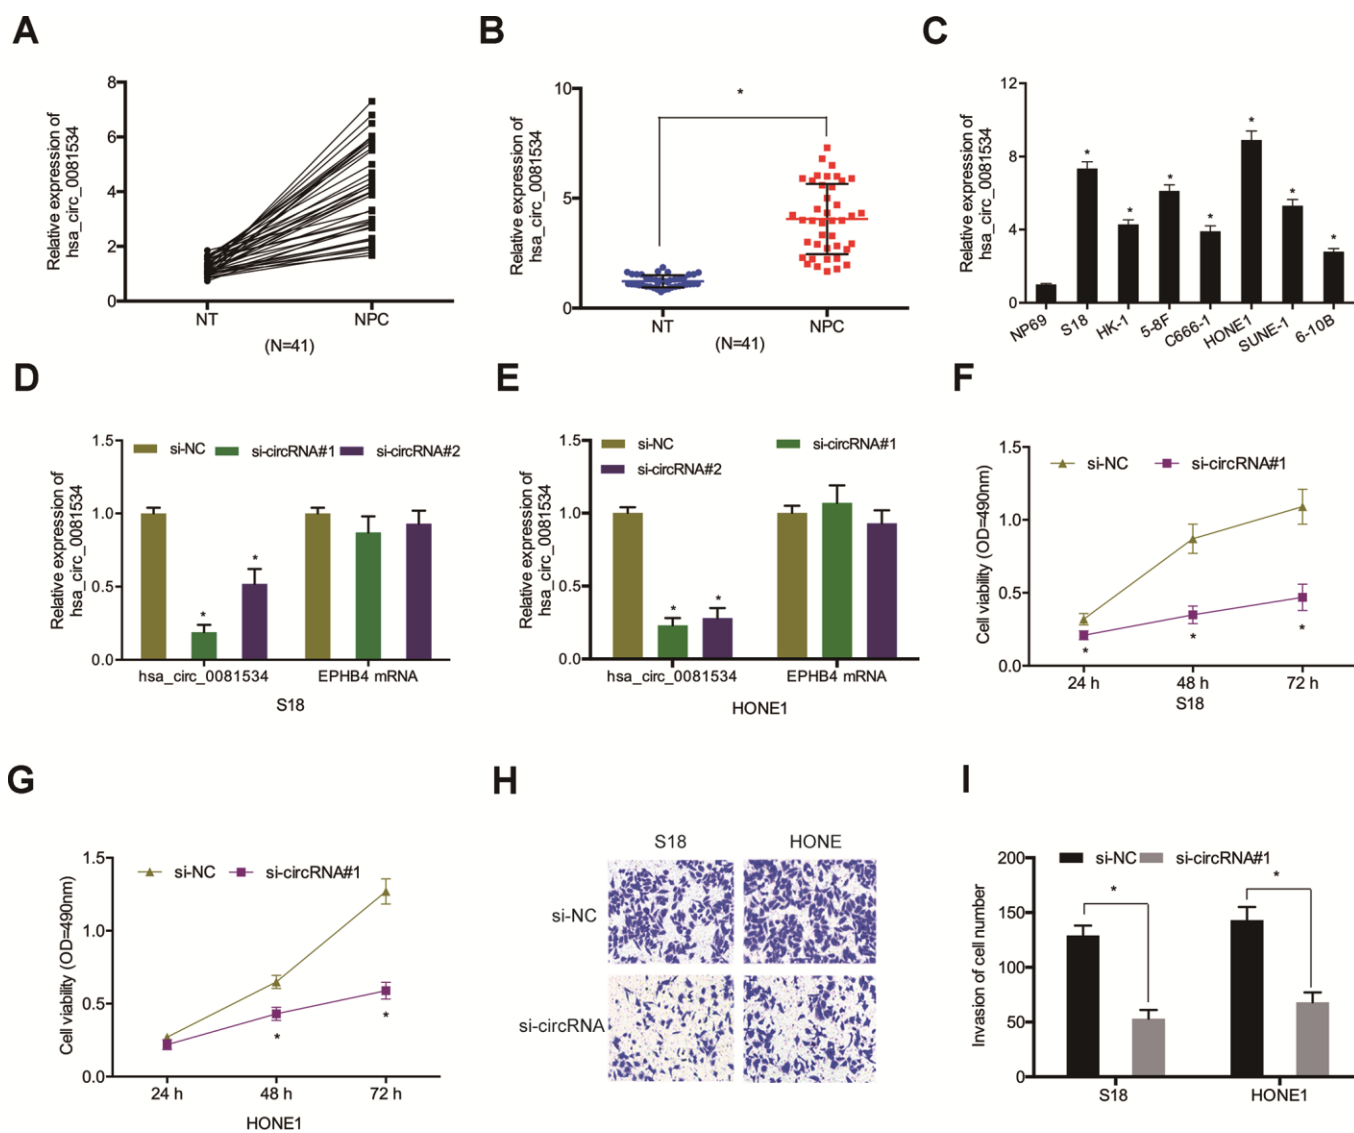 A
Relative expression of
hsa_circ_0081534
8
6
4
2
0
NT
NPC
(N=41)
B
Relative expression of
hsa_circ_0081534
10
5
0
*
NT
NPC
(N=41)
C
Relative expression of
hsa_circ_0081534
12
8
4
0
*
*
*
*
*
*
*
NP69
S18
HK-1
5-8F
C666-1
HONE1
SUNE-1
6-10B
D
Relative expression of
hsa_circ_0081534
1.5
1.0
0.5
0.0
si-NC
si-circRNA#1
si-circRNA#2
*
*
hsa_circ_0081534
EPHB4 mRNA
S18
E
Relative expression of
hsa_circ_0081534
1.5
1.0
0.5
0.0
si-NC
si-circRNA#1
si-circRNA#2
*
*
hsa_circ_0081534
EPHB4 mRNA
HONE1
F
Cell viability (OD=490nm)
1.5
1.0
0.5
0.0
si-NC
si-circRNA#1
*
*
*
24 h
48 h
72 h
S18
G
Cell viability (OD=490nm)
1.5
1.0
0.5
0.0
si-NC
si-circRNA#1
*
*
24 h
48 h
72 h
HONE1
H
S18
HONE
si-NC
si-circRNA
I
Invasion of cell number
200
150
100
50
0
si-NC
si-circRNA#1
*
*
S18
HONE1